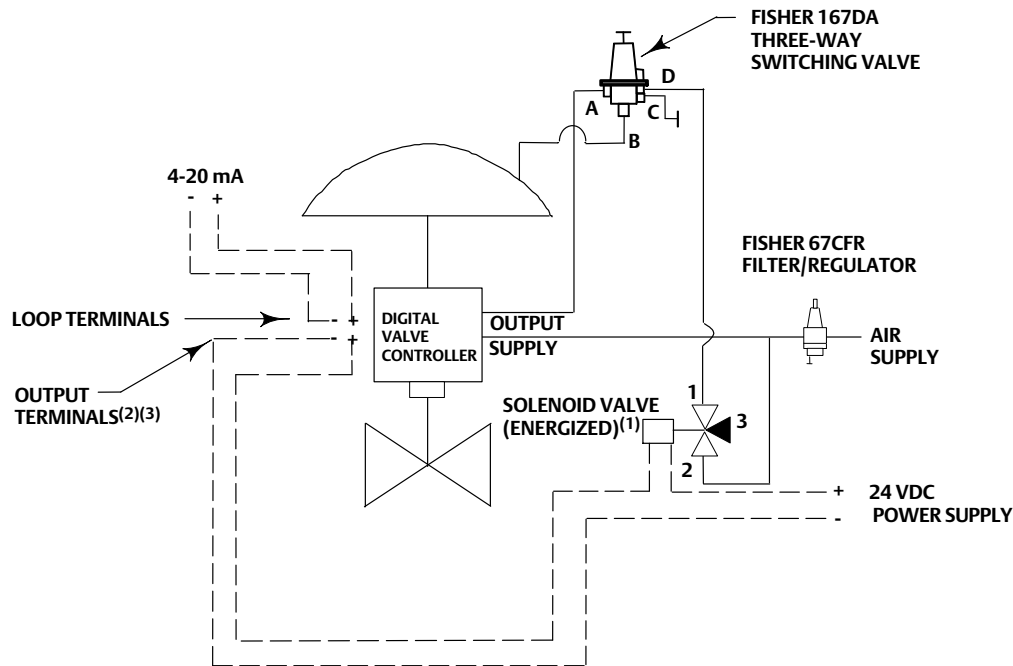 FISHER 167DA
THREE-WAY
SWITCHING VALVE
D
A
C
B
4-20 mA
- +
FISHER 67CFR
FILTER/REGULATOR
LOOP TERMINALS
- +
- +
DIGITAL
VALVE
CONTROLLER
OUTPUT
SUPPLY
AIR
SUPPLY
OUTPUT
TERMINALS(2)(3)
SOLENOID VALVE
(ENERGIZED)(1)
1
3
2
+
-
24 VDC
POWER SUPPLY